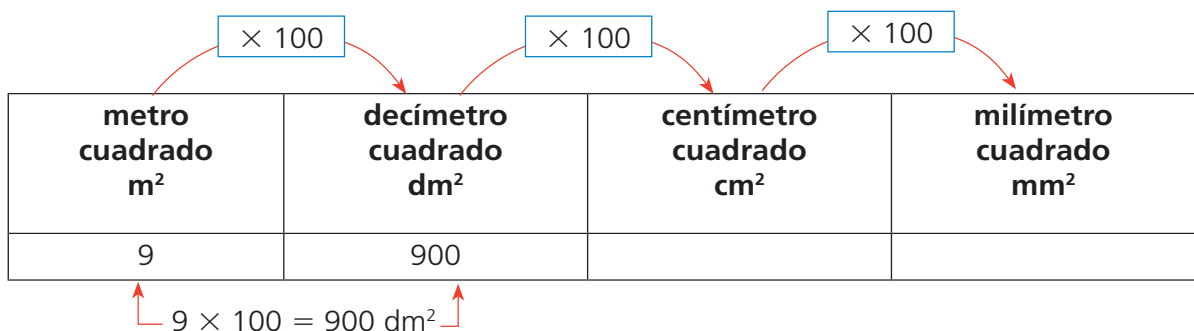 × 100 × 100 × 100
metro decímetro centímetro milímetro
cuadrado cuadrado cuadrado cuadrado
m² dm² cm² mm²
9 900
9 × 100 = 900 dm²